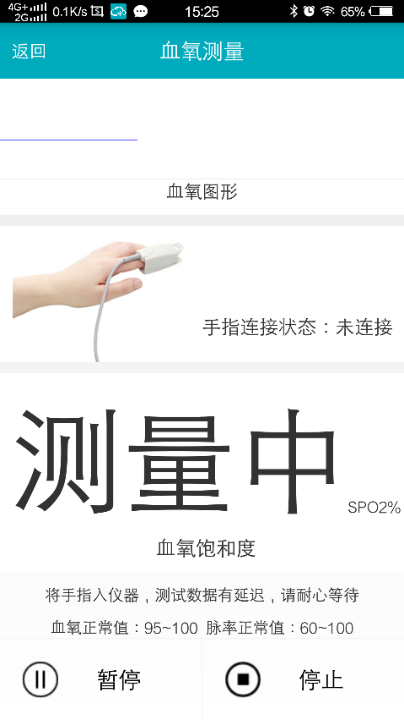 4G+ 2G 0.1K/s 15:25 65%
返回 血氧测量
血氧图形
手指连接状态：未连接
测量中 SPO2%
血氧饱和度
将手指入仪器，测试数据有延迟，请耐心等待
血氧正常值：95~100 脉率正常值：60~100
暂停 停止